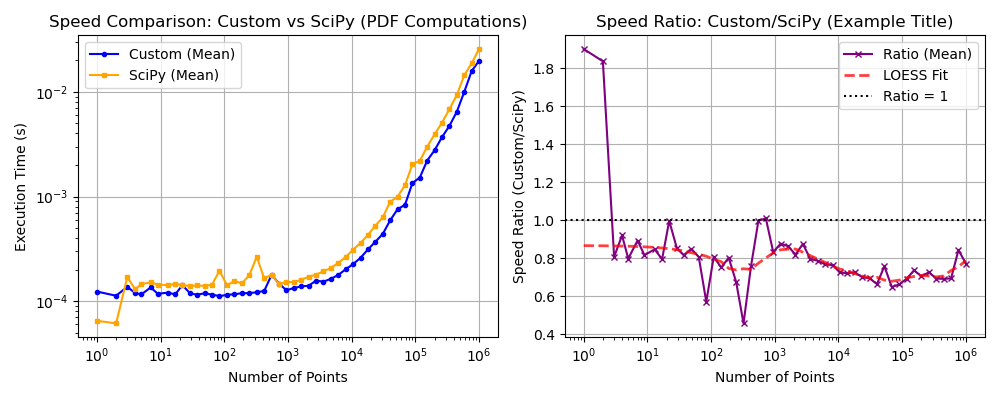 Speed Comparison: Custom vs SciPy (PDF Computations)
Custom (Mean)
SciPy (Mean)
Execution Time (s)
10⁻²
10⁻³
10⁻⁴
10⁰ 10¹ 10² 10³ 10⁴ 10⁵ 10⁶
Number of Points
Speed Ratio: Custom/SciPy (Example Title)
Ratio (Mean)
LOESS Fit
Ratio = 1
Speed Ratio (Custom/SciPy)
1.8
1.6
1.4
1.2
1.0
0.8
0.6
0.4
10⁰ 10¹ 10² 10³ 10⁴ 10⁵ 10⁶
Number of Points